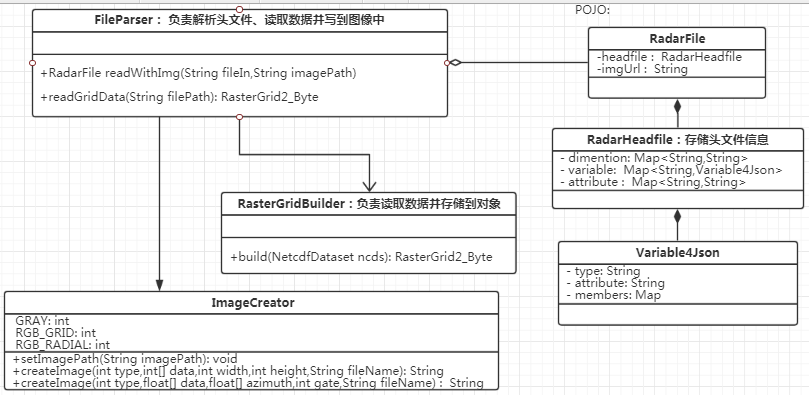 FileParser： 负责解析头文件、读取数据并写到图像中
+RadarFile readWithImg(String fileIn,String imagePath)
+readGridData(String filePath): RasterGrid2_Byte
POJO:
RadarFile
-headfile： RadarHeadfile
-imgUrl： String
RadarHeadfile：存储头文件信息
- dimention: Map<String,String>
- variable: Map<String,Variable4Json>
- attribute： Map<String,String>
RasterGridBuilder：负责读取数据并存储到对象
+build(NetcdfDataset ncds): RasterGrid2_Byte
Variable4Json
- type: String
- attribute: String
- members: Map
ImageCreator
GRAY: int
RGB_GRID: int
RGB_RADIAL: int
+setImagePath(String imagePath): void
+createImage(int type,int[] data,int width,int height,String fileName): String
+createImage(int type,float[] data,float[] azimuth,int gate,String fileName)： String